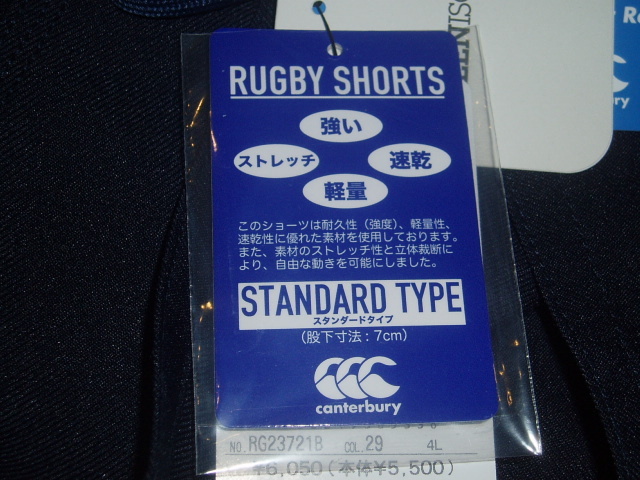 RUGBY SHORTS
強い
ストレッチ
速乾
軽量
このショーツは耐久性（強度）、軽量性、
速乾性に優れた素材を使用しております。
また、素材のストレッチ性と立体裁断に
より、自由な動きを可能にしました。
STANDARD TYPE
スタンダードタイプ
（股下寸法：7cm）
canterbury
NO. RG23721B COL. 29 4L
¥6,050(本体¥5,500)
bury